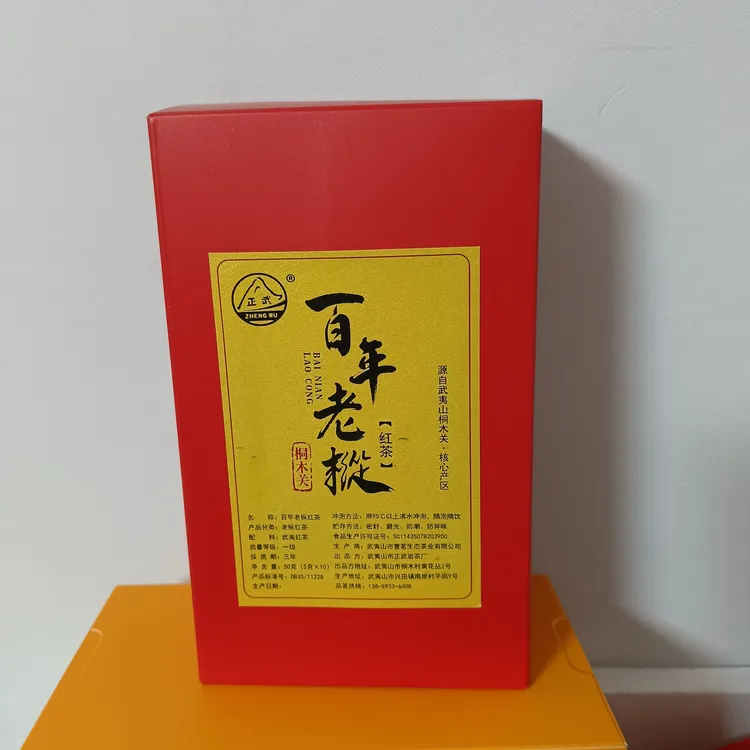 正武
ZHENG WU
®
百年老樅
BAI NIAN
LAO CONG
【红茶】
桐木关
源自武夷山桐木关·核心产区
名 称：百年老枞红茶
产品分类：老枞红茶
配 料：武夷红茶
质量等级：一级
保 质 期：三年
净 含 量：50克（5克×10）
产品标准号：DB35/T1228
生产日期：
冲泡方法：用95℃以上沸水冲泡、随泡随饮
贮存方法：密封、避光、防潮、防异味
食品生产许可证号：SC11435078203900
生 产 商：武夷山市壹茗生态茶业有限公司
出 品 方：武夷山市正武岩茶厂
出品方地址：武夷山市桐木村黄花岊2号
生产地址：武夷山市兴田镇南岸村芋岗9号
品茗热线：138-5933-6408